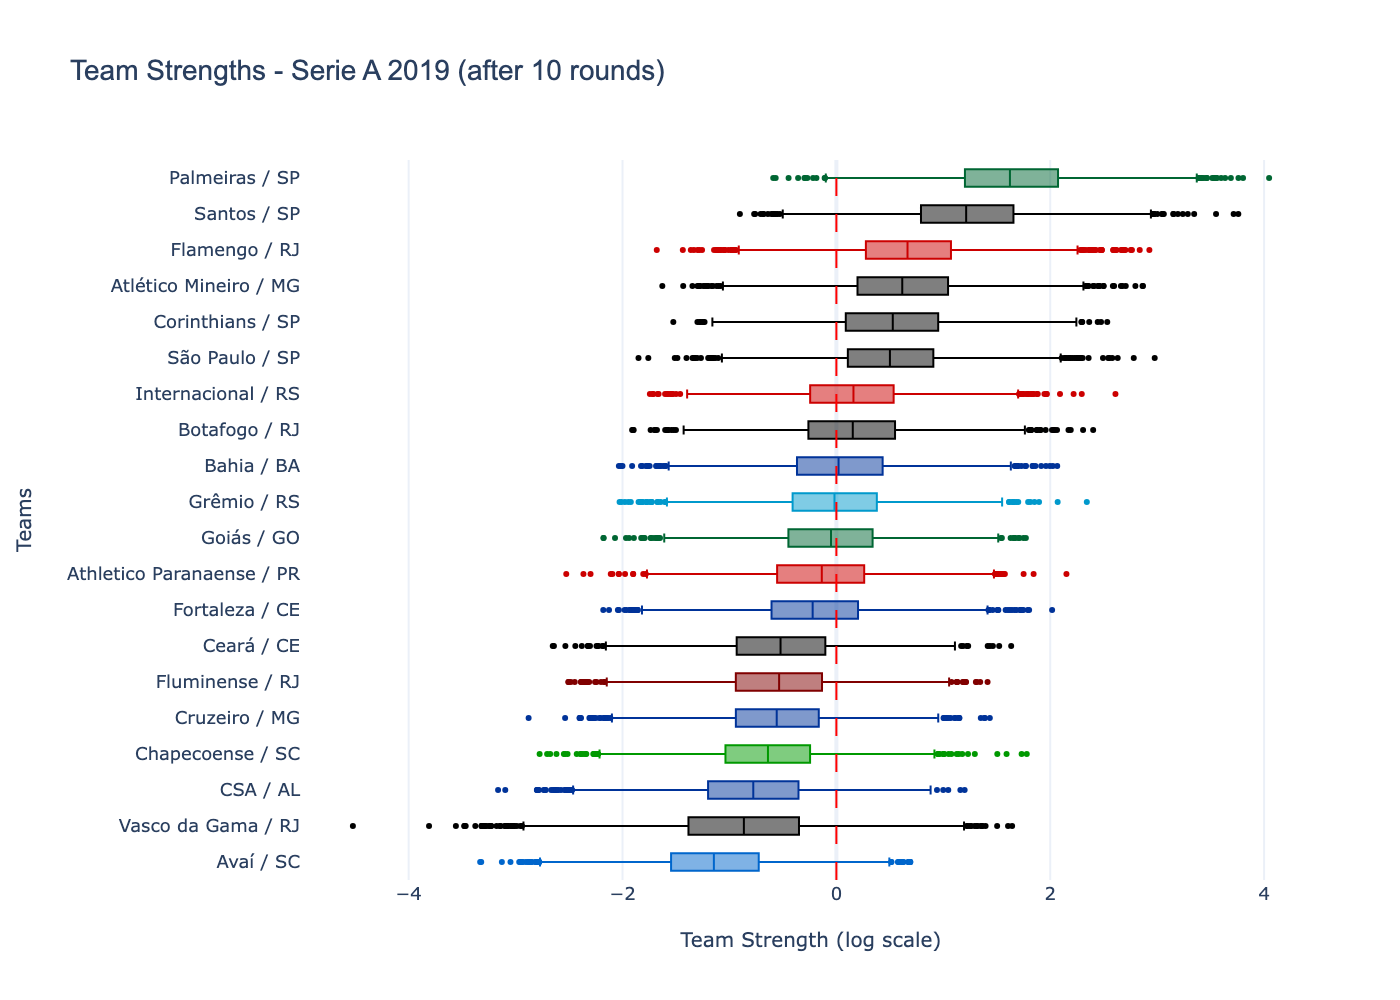 Team Strengths - Serie A 2019 (after 10 rounds)
Palmeiras / SP
Santos / SP
Flamengo / RJ
Atlético Mineiro / MG
Corinthians / SP
São Paulo / SP
Internacional / RS
Botafogo / RJ
Bahia / BA
Grêmio / RS
Goiás / GO
Athletico Paranaense / PR
Fortaleza / CE
Ceará / CE
Fluminense / RJ
Cruzeiro / MG
Chapecoense / SC
CSA / AL
Vasco da Gama / RJ
Avaí / SC
Teams
−4 −2 0 2 4
Team Strength (log scale)